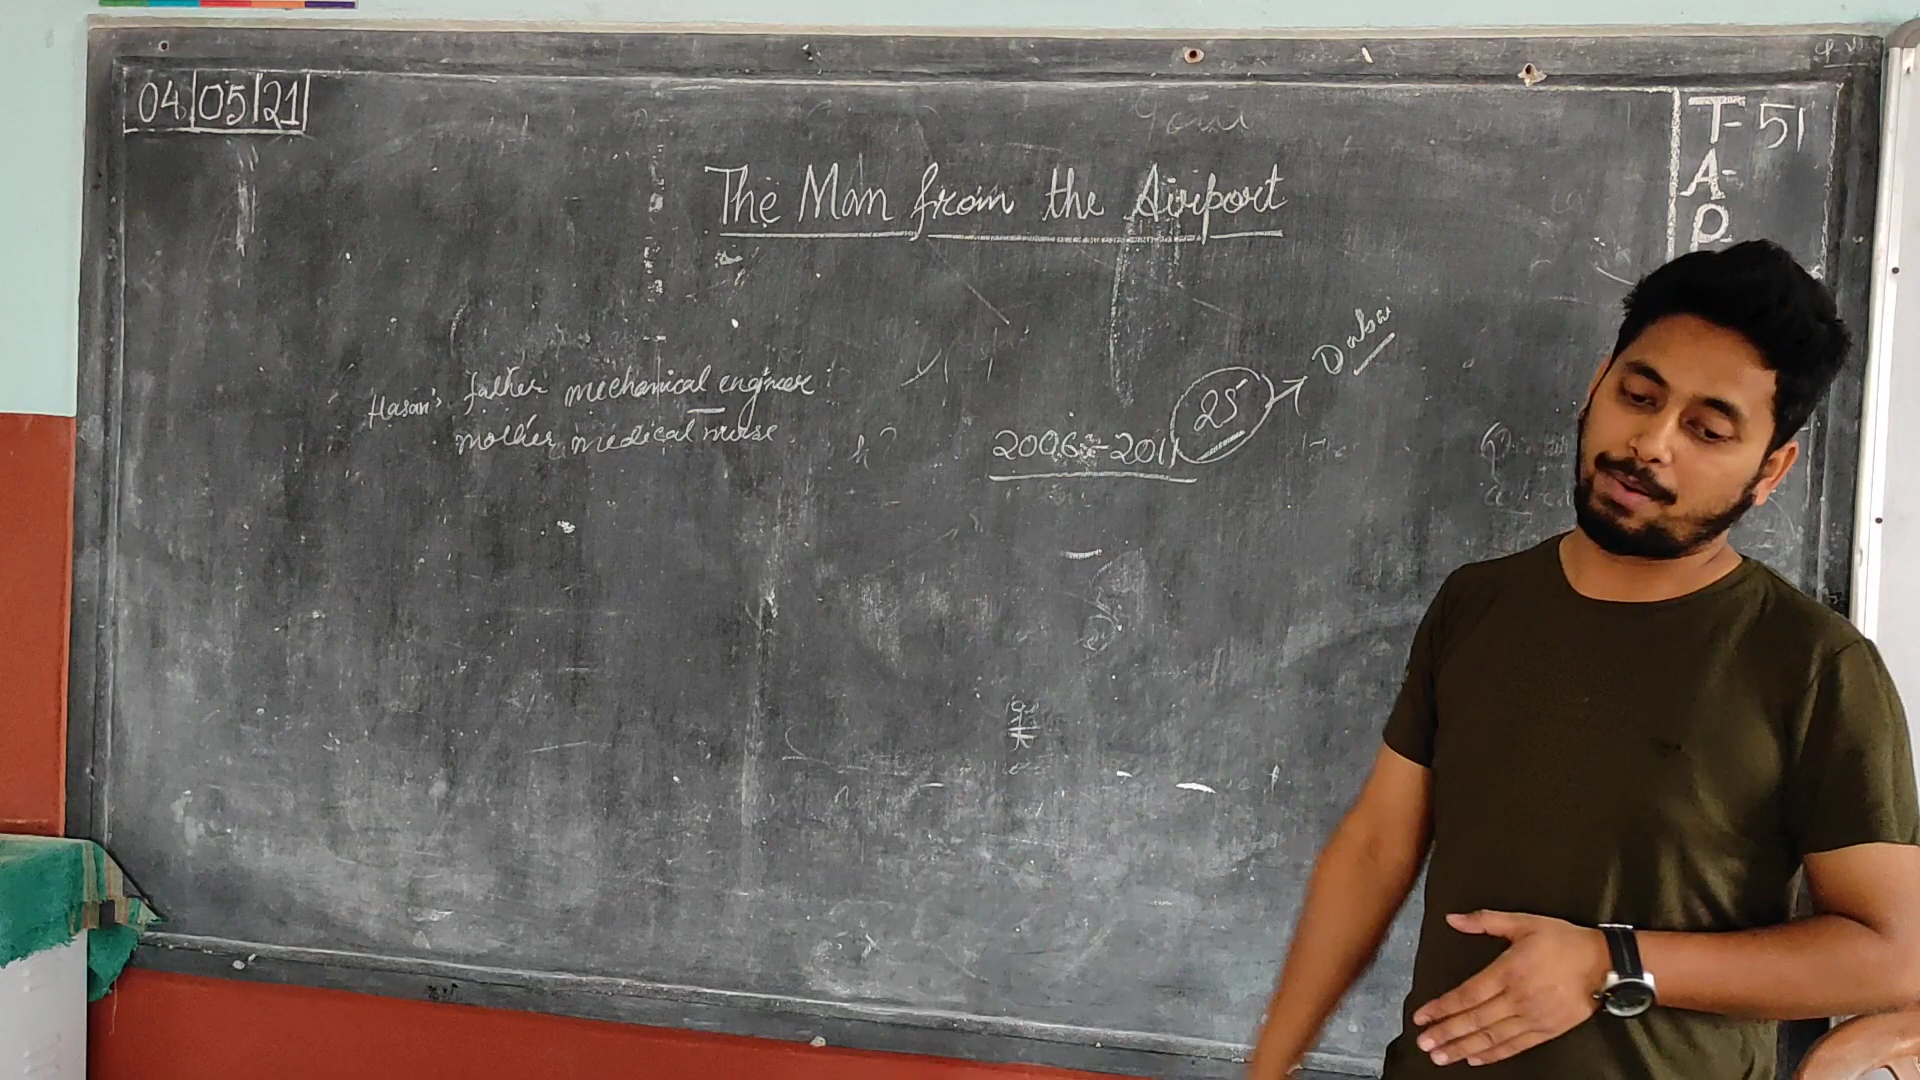 04|05|21
T- 51
A-
P
The Man from the Airport
Hasan's father mechanical engineer
mother medical nurse
2006-2011
25
Dubai